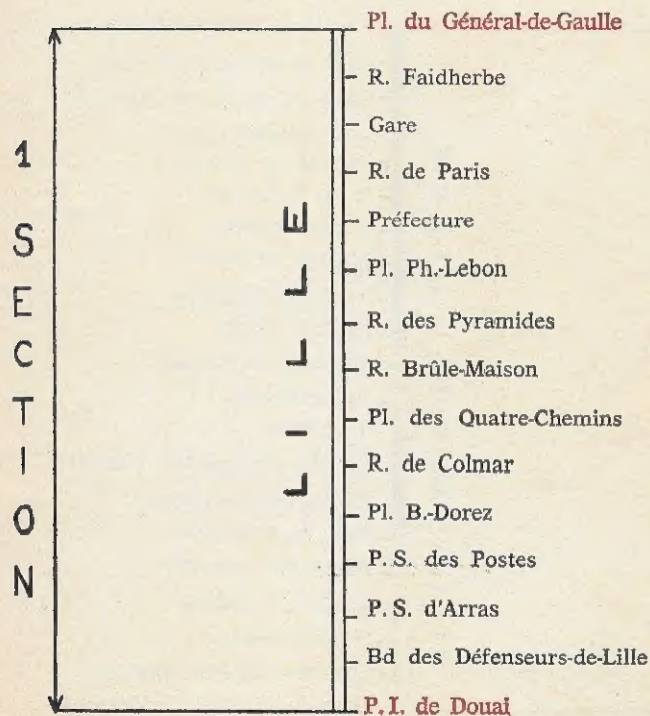 Pl. du Général-de-Gaulle
R. Faidherbe
Gare
R. de Paris
Préfecture
Pl. Ph.-Lebon
R. des Pyramides
R. Brûle-Maison
Pl. des Quatre-Chemins
R. de Colmar
Pl. B.-Dorez
P. S. des Postes
P. S. d'Arras
Bd des Défenseurs-de-Lille
P. I. de Douai
1 SECTION
LILLE